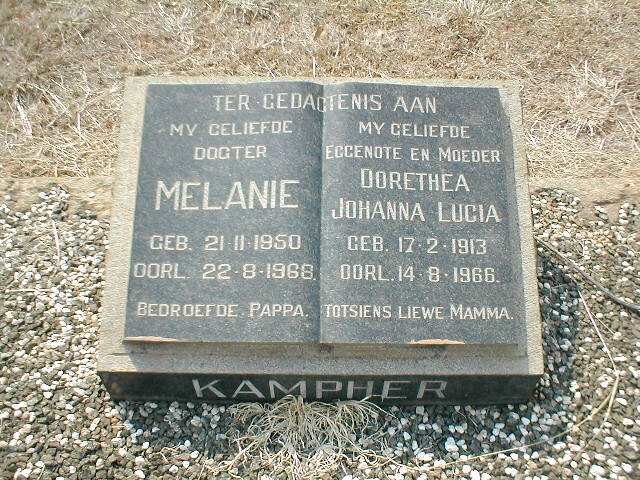 TER GEDAGTENIS AAN
MY GELIEFDE
DOGTER
MELANIE
GEB. 21·11·1950
OORL. 22·8·1966.
BEDROEFDE. PAPPA.
MY GELIEFDE
EGGENOTE EN MOEDER
DORETHEA
JOHANNA LUCIA
GEB. 17·2·1913
OORL. 14·8·1966.
TOTSIENS LIEWE MAMMA.
KAMPHER